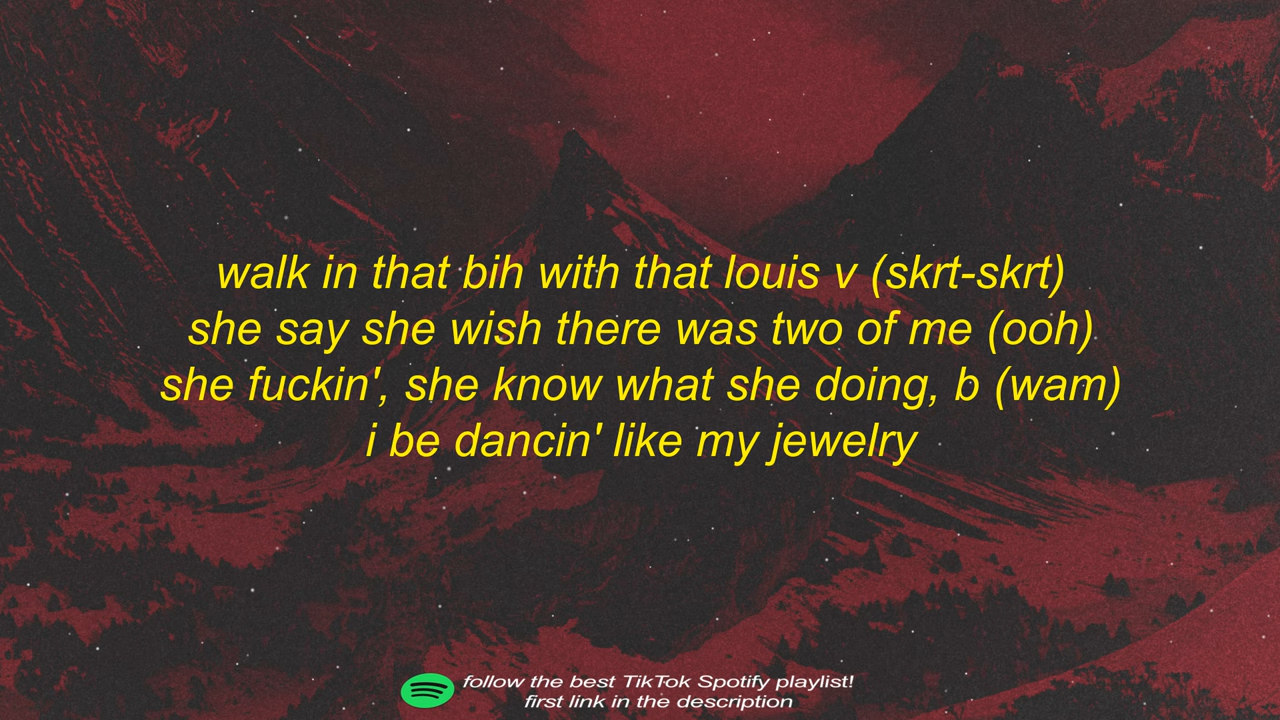 walk in that bih with that louis v (skrt-skrt)
she say she wish there was two of me (ooh)
she fuckin', she know what she doing, b (wam)
i be dancin' like my jewelry
follow the best TikTok Spotify playlist!
first link in the description